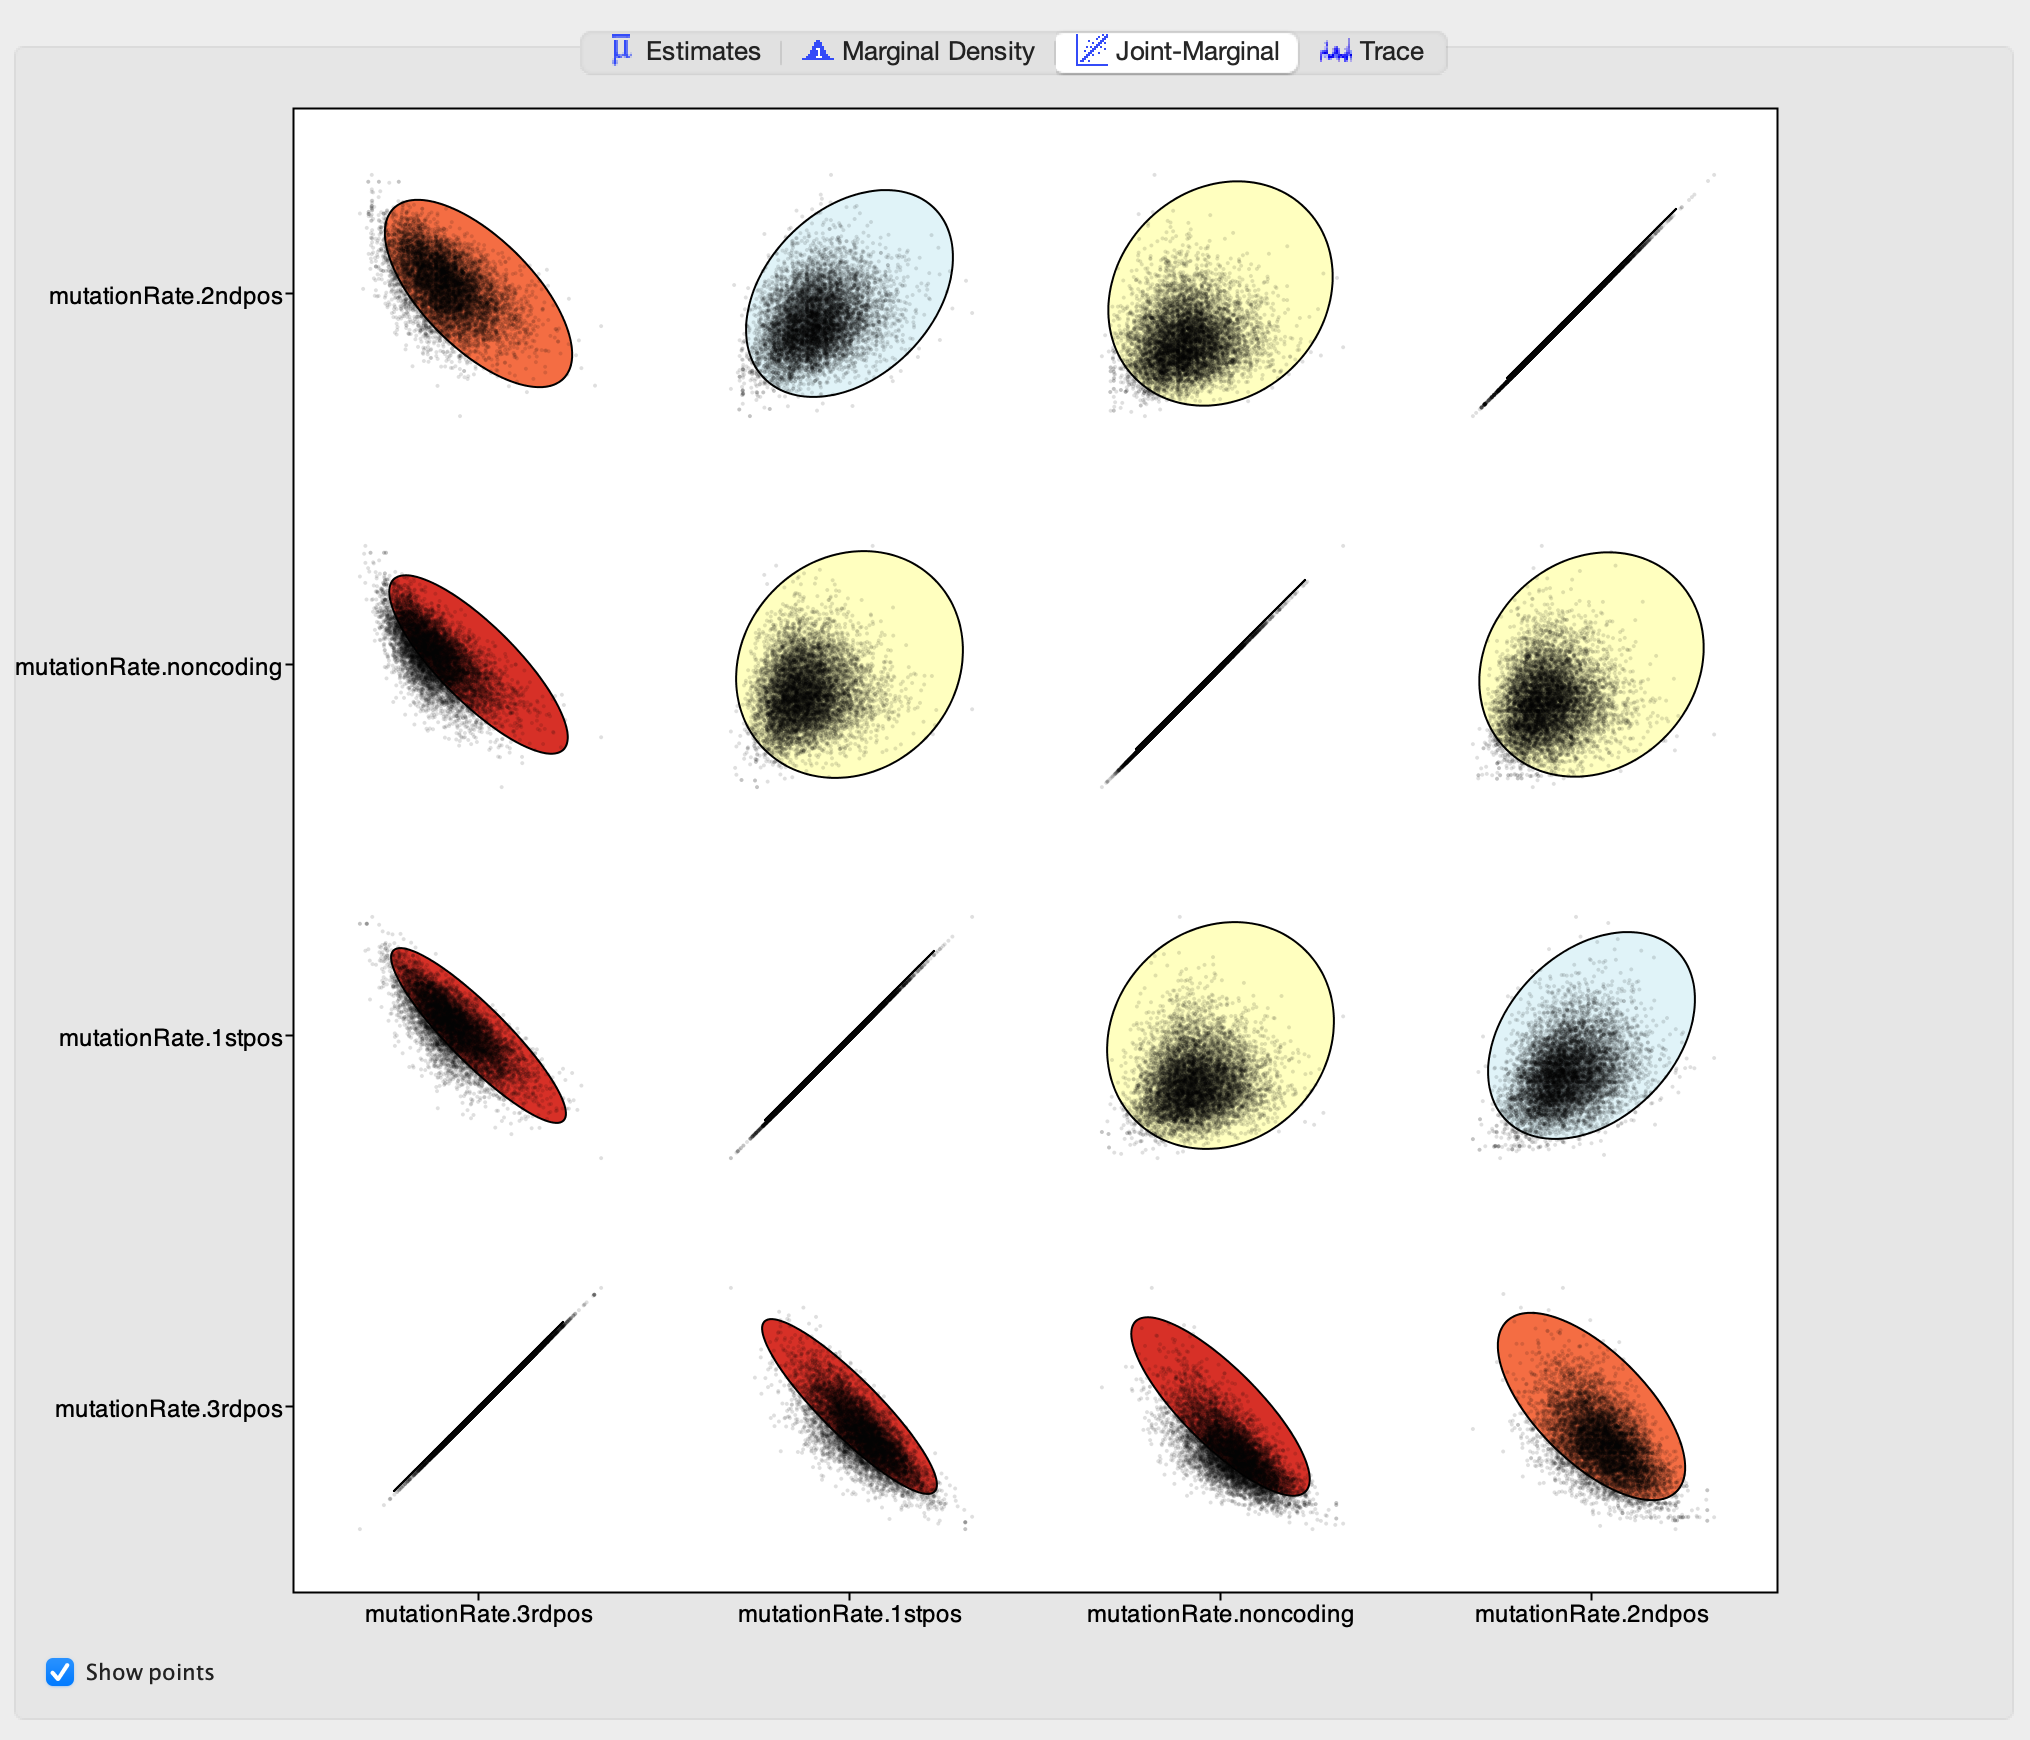 Estimates
Marginal Density
Joint-Marginal
Trace
mutationRate.2ndpos
mutationRate.noncoding
mutationRate.1stpos
mutationRate.3rdpos
mutationRate.3rdpos
mutationRate.1stpos
mutationRate.noncoding
mutationRate.2ndpos
Show points